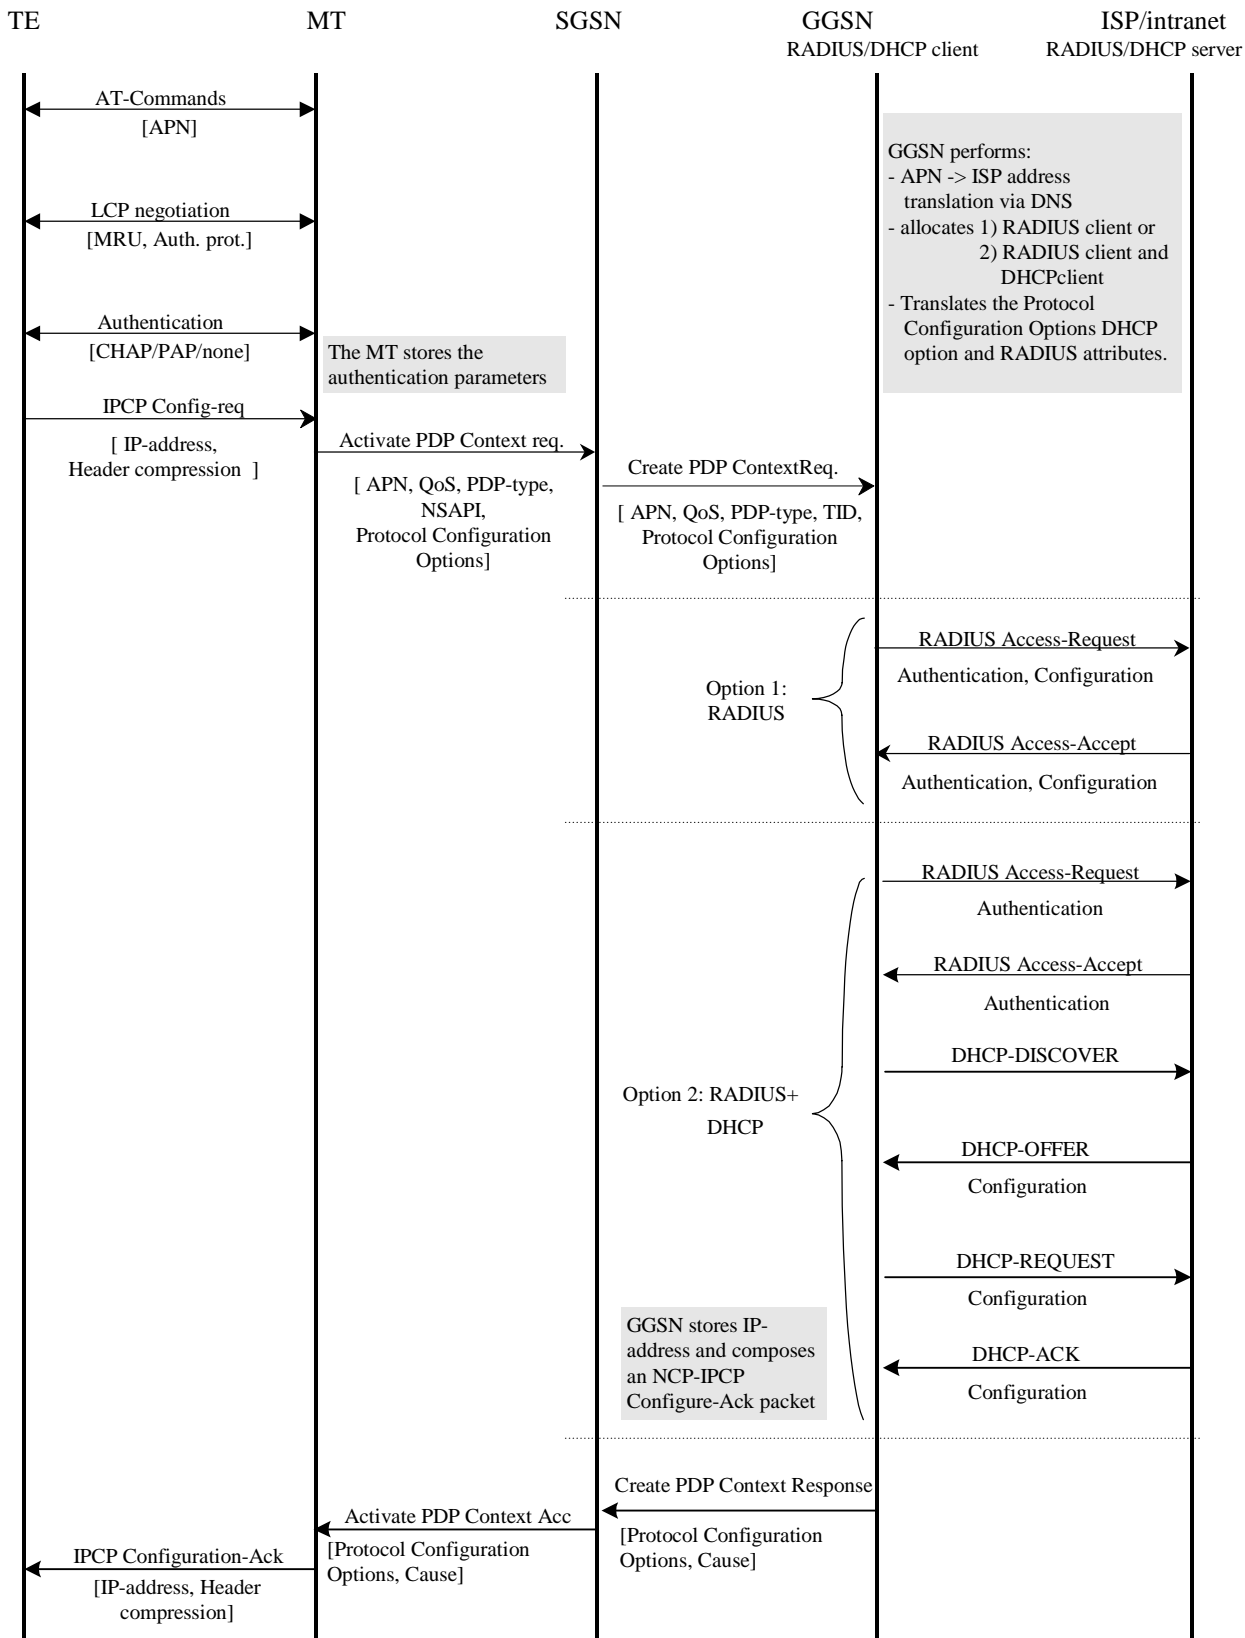 TE
MT
SGSN
GGSN
RADIUS/DHCP client
ISP/intranet
RADIUS/DHCP server
AT-Commands
[APN]
LCP negotiation
[MRU, Auth. prot.]
Authentication
[CHAP/PAP/none]
The MT stores the
authentication parameters
GGSN performs:
- APN -> ISP address
translation via DNS
- allocates 1) RADIUS client or
2) RADIUS client and
DHCPclient
- Translates the Protocol
Configuration Options DHCP
option and RADIUS attributes.
IPCP Config-req
[ IP-address,
Header compression ]
Activate PDP Context req.
[ APN, QoS, PDP-type,
NSAPI,
Protocol Configuration
Options]
Create PDP ContextReq.
[ APN, QoS, PDP-type, TID,
Protocol Configuration
Options]
Option 1:
RADIUS
RADIUS Access-Request
Authentication, Configuration
RADIUS Access-Accept
Authentication, Configuration
Option 2: RADIUS+
DHCP
RADIUS Access-Request
Authentication
RADIUS Access-Accept
Authentication
DHCP-DISCOVER
DHCP-OFFER
Configuration
DHCP-REQUEST
Configuration
DHCP-ACK
Configuration
GGSN stores IP-
address and composes
an NCP-IPCP
Configure-Ack packet
Create PDP Context Response
[Protocol Configuration
Options, Cause]
Activate PDP Context Acc
[Protocol Configuration
Options, Cause]
IPCP Configuration-Ack
[IP-address, Header
compression]